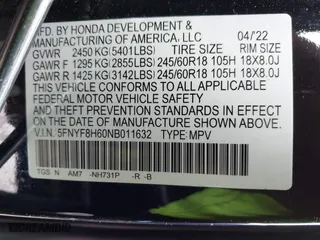 MFD. BY HONDA DEVELOPMENT &
MANUFACTURING OF AMERICA, LLC 04/22
GVWR 2450 KG(5401LBS) TIRE SIZE RIM SIZE
GAWR F 1295 KG(2855LBS) 245/60R18 105H 18X8.0J
GAWR R 1425 KG(3142LBS) 245/60R18 105H 18X8.0J
THIS VEHICLE CONFORMS TO ALL APPLICABLE
FEDERAL MOTOR VEHICLE SAFETY
AND THEFT PREVENTION STANDARDS IN EFFECT
ON THE DATE OF MANUFACTURE SHOWN ABOVE.
V.I.N. 5FNYF8H60NB011632 TYPE: MPV
TGS N AM7 -NH731P -R -B